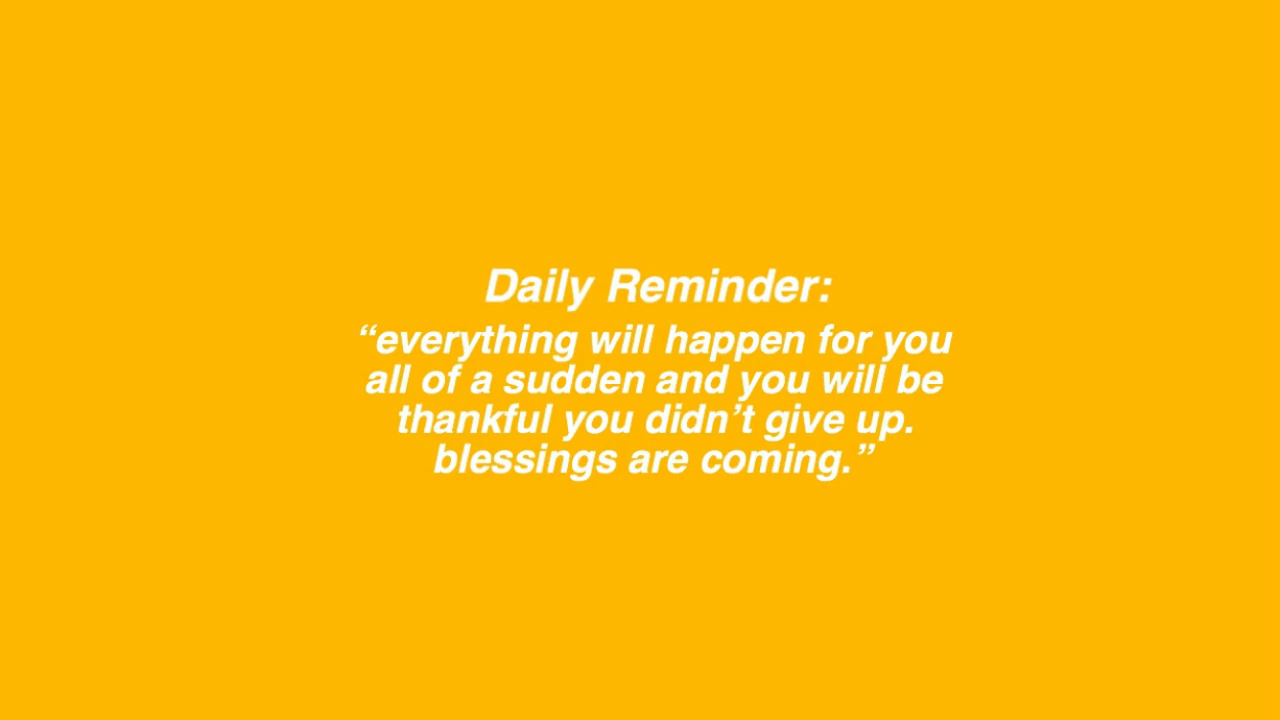 Daily Reminder:
“everything will happen for you
all of a sudden and you will be
thankful you didn’t give up.
blessings are coming.”